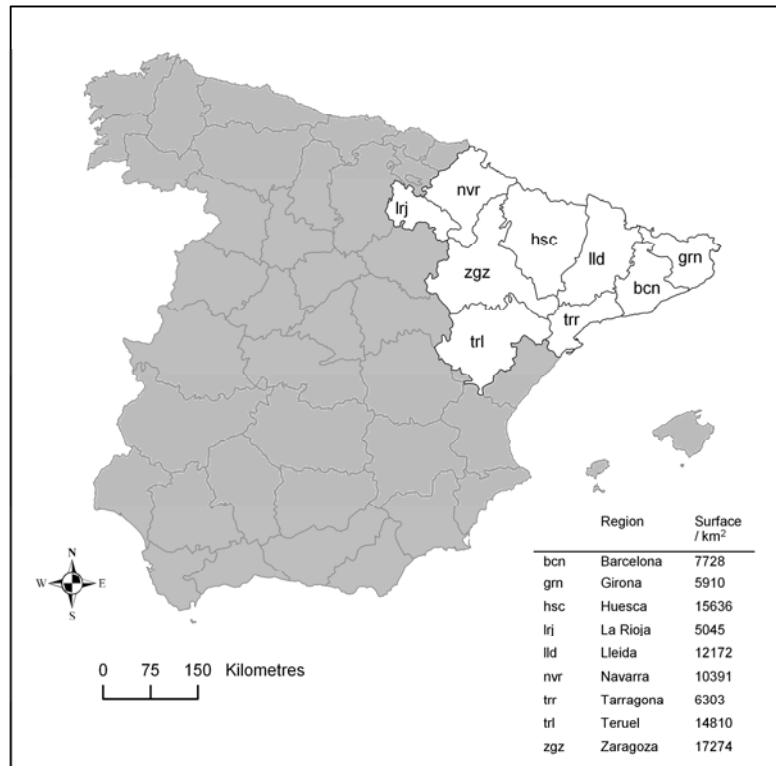 nvr
lrj
hsc
grn
lld
zgz
bcn
trr
trl
Region Surface / km²
bcn Barcelona 7728
grn Girona 5910
hsc Huesca 15636
lrj La Rioja 5045
lld Lleida 12172
nvr Navarra 10391
trr Tarragona 6303
trl Teruel 14810
zgz Zaragoza 17274
N
W E
S
0 75 150 Kilometres